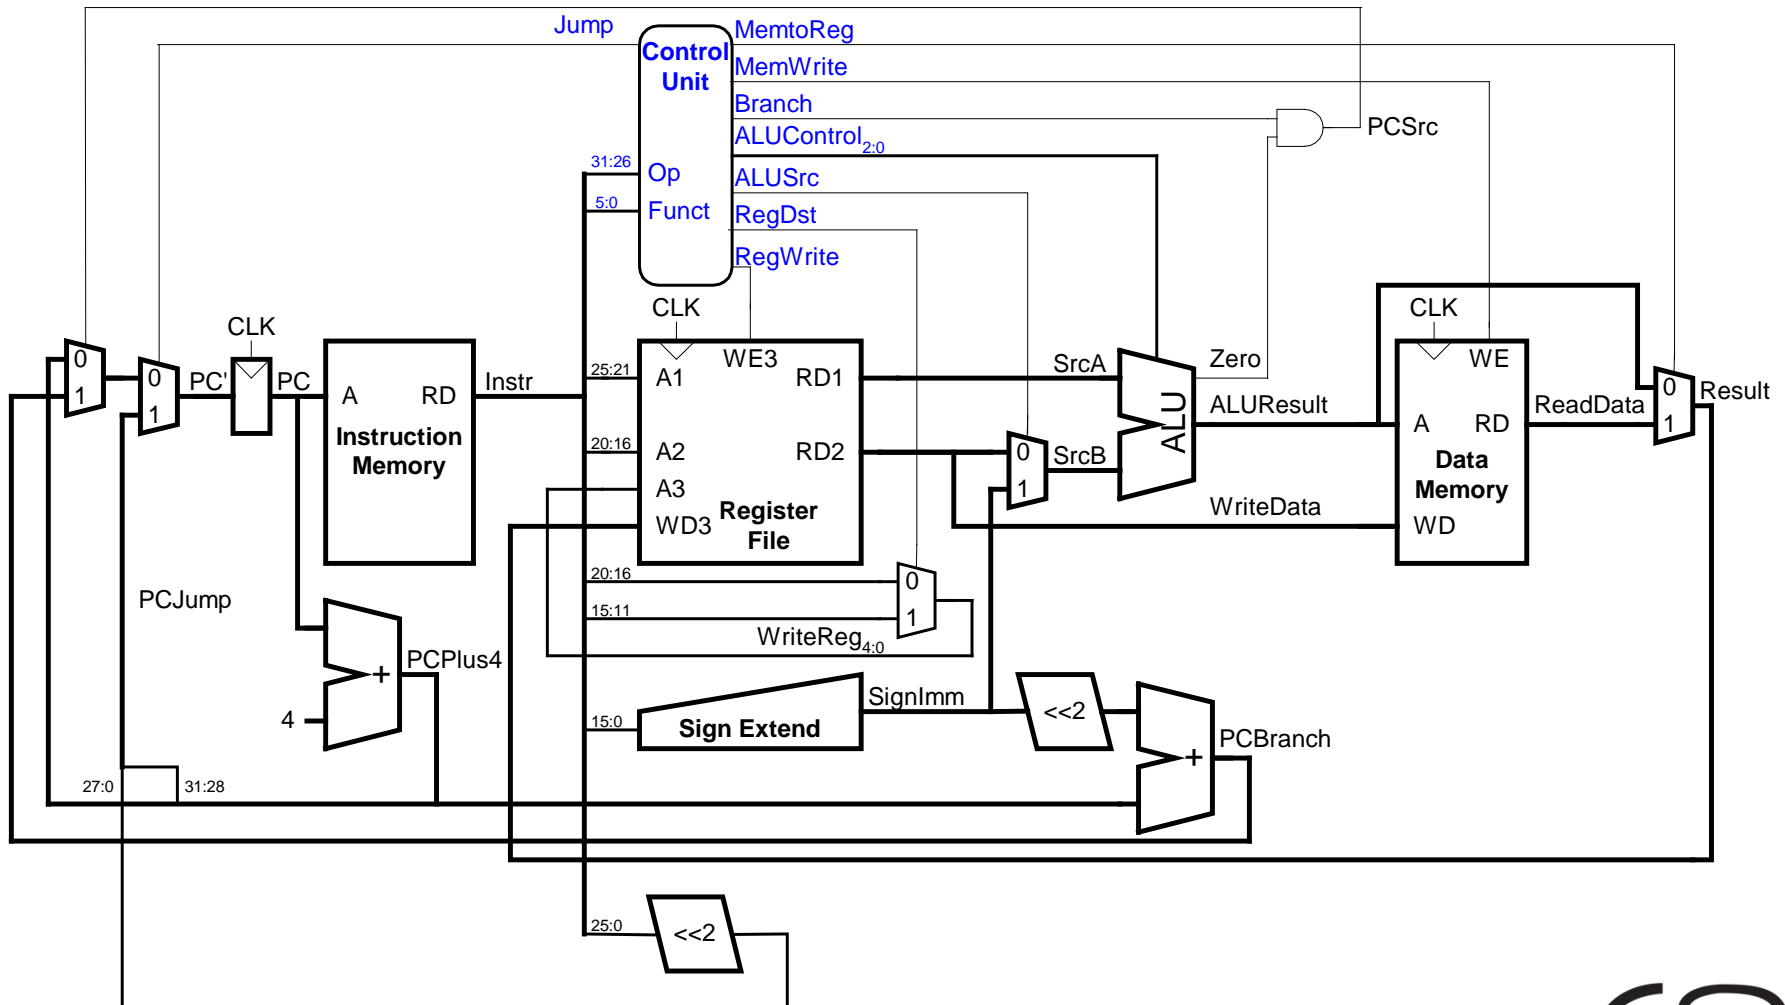 Jump
MemtoReg
Control
Unit
MemWrite
Branch
ALUControl2:0
PCSrc
31:26
Op
ALUSrc
5:0
Funct
RegDst
RegWrite
CLK
CLK
CLK
0
1
0
1
PC'
PC
A
RD
Instruction
Memory
Instr
25:21
A1
WE3
RD1
20:16
A2
RD2
A3
WD3
Register
File
SrcA
0
1
SrcB
ALU
Zero
ALUResult
WriteData
WE
A
RD
Data
Memory
WD
ReadData
0
1
Result
20:16
0
15:11
1
WriteReg4:0
PCJump
PCPlus4
+
4
15:0
Sign Extend
SignImm
<<2
+
PCBranch
27:0
31:28
25:0
<<2